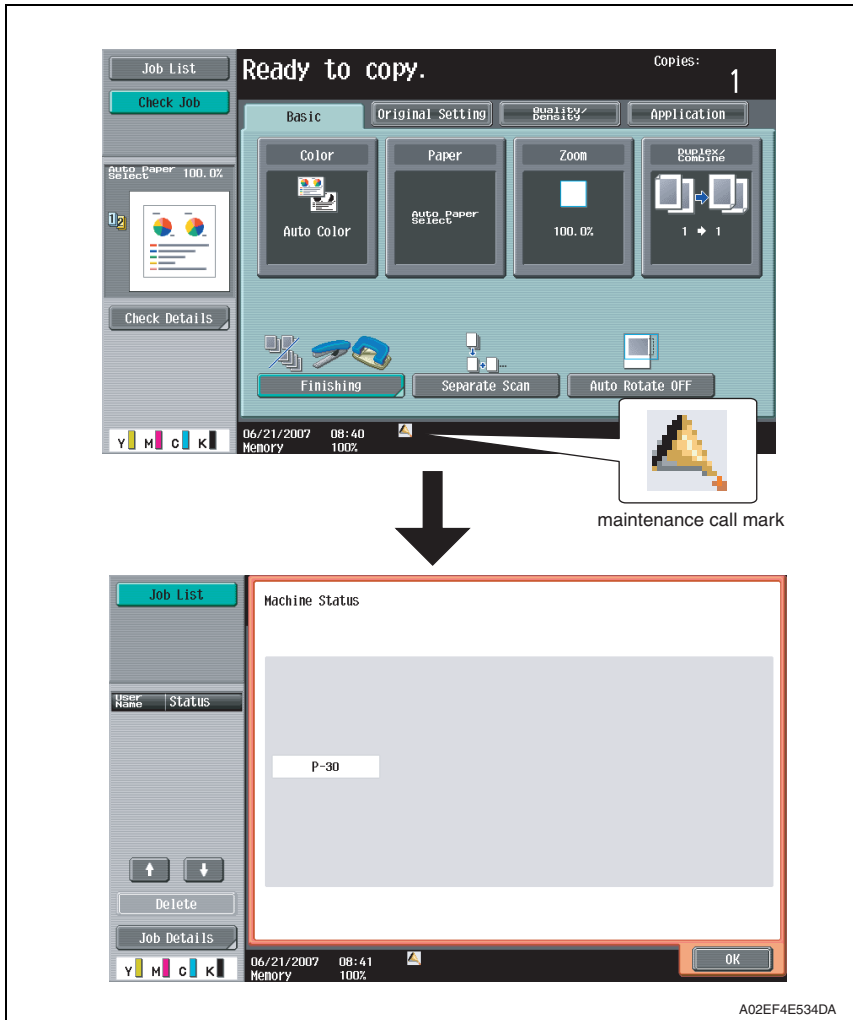 Job List
Check Job
Ready to copy.
Copies:
1
Basic
Original Setting
Quality/
Density
Application
Auto Paper
Select
100.0%
1 2
Color
Auto Color
Paper
Auto Paper
Select
Zoom
100.0%
Duplex/
Combine
1 → 1
Check Details
Finishing
Separate Scan
Auto Rotate OFF
Y M C K
06/21/2007 08:40
Memory 100%
maintenance call mark
Job List
Machine Status
User
Name
Status
P-30
Delete
Job Details
Y M C K
06/21/2007 08:41
Memory 100%
OK
A02EF4E534DA